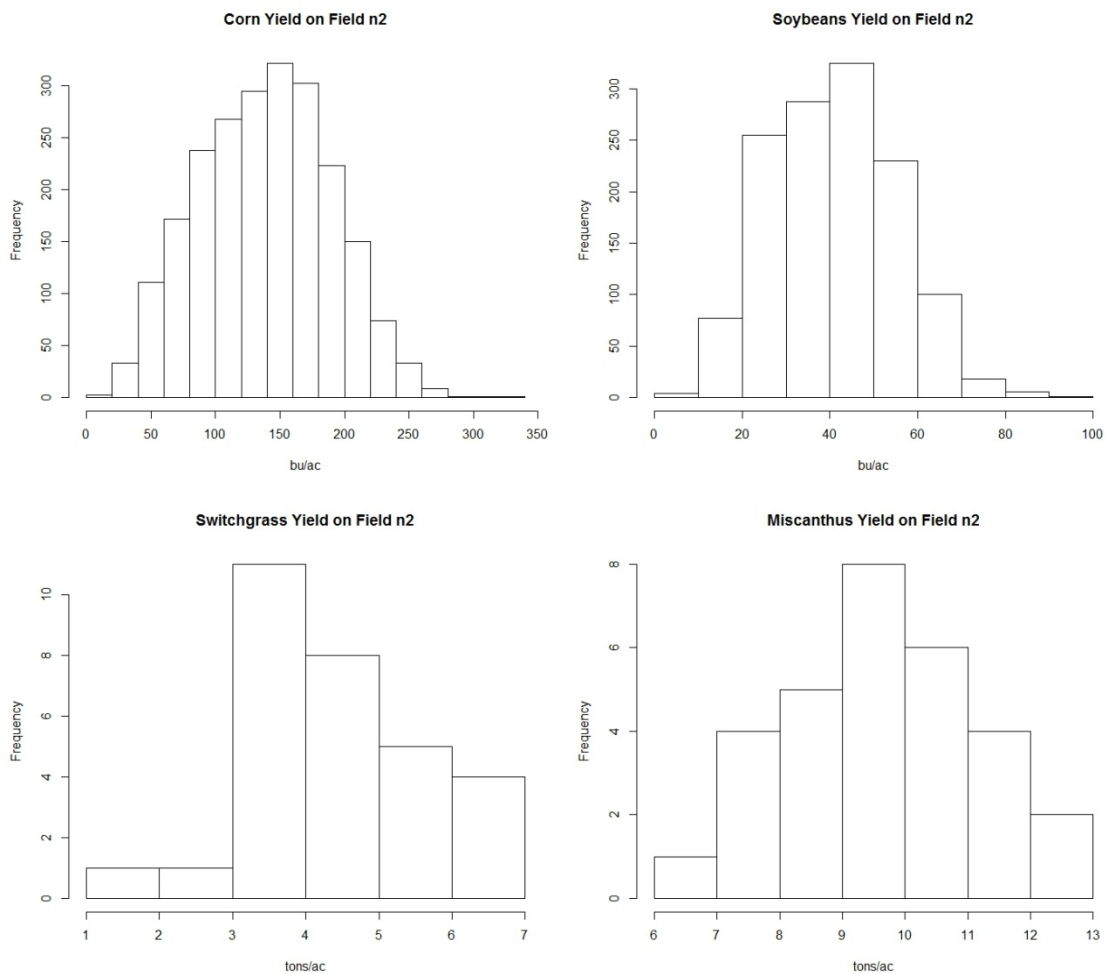 Corn Yield on Field n2
Frequency
300
250
200
150
100
50
0
0 50 100 150 200 250 300 350
bu/ac
Soybeans Yield on Field n2
Frequency
300
250
200
150
100
50
0
0 20 40 60 80 100
bu/ac
Switchgrass Yield on Field n2
Frequency
10
8
6
4
2
0
1 2 3 4 5 6 7
tons/ac
Miscanthus Yield on Field n2
Frequency
8
6
4
2
0
6 7 8 9 10 11 12 13
tons/ac